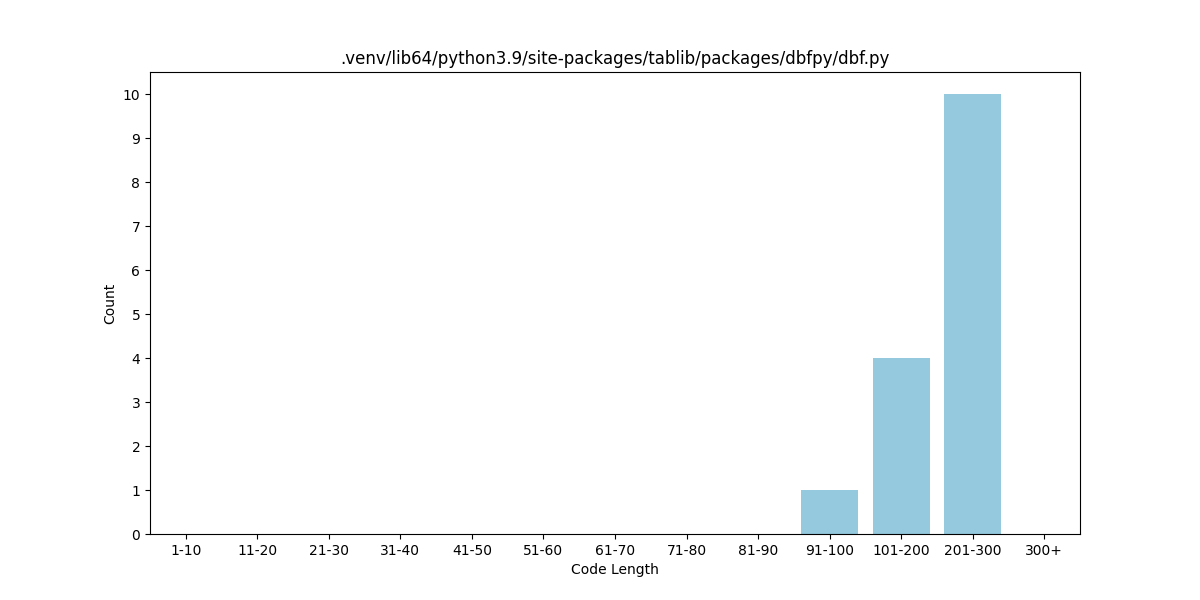 .venv/lib64/python3.9/site-packages/tablib/packages/dbfpy/dbf.py
10
9
8
7
6
5
4
3
2
1
0
Count
1-10 11-20 21-30 31-40 41-50 51-60 61-70 71-80 81-90 91-100 101-200 201-300 300+
Code Length